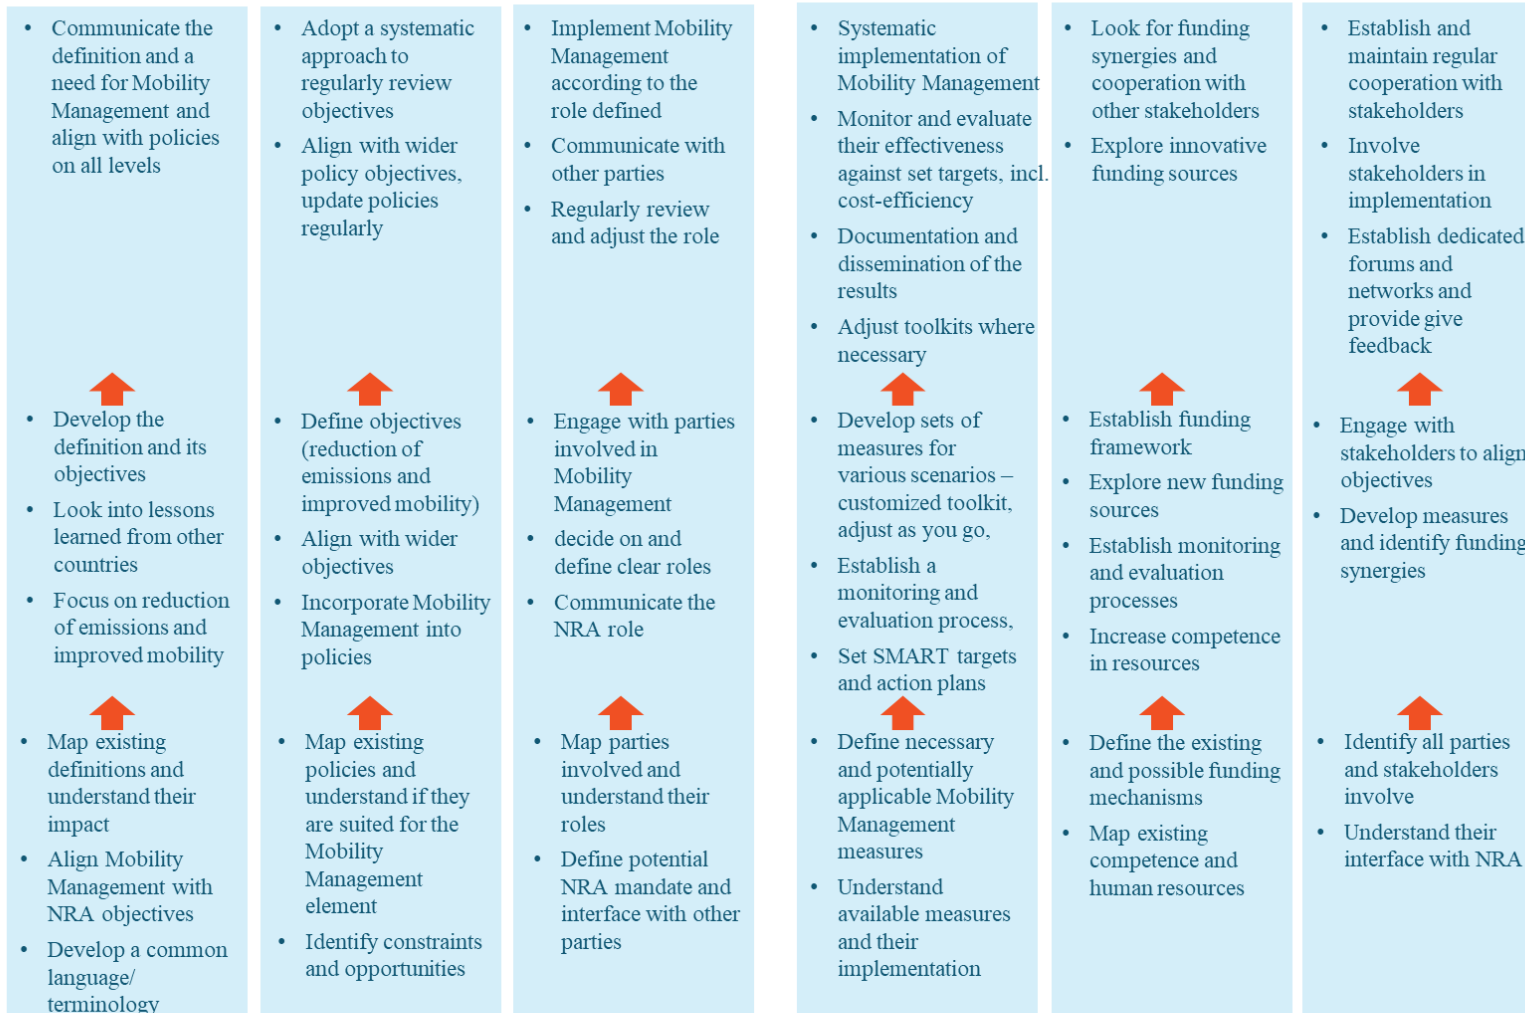 • Communicate the
definition and a
need for Mobility
Management and
align with policies
on all levels
• Develop the
definition and its
objectives
• Look into lessons
learned from other
countries
• Focus on reduction
of emissions and
improved mobility
• Map existing
definitions and
understand their
impact
• Align Mobility
Management with
NRA objectives
• Develop a common
language/
terminology
• Adopt a systematic
approach to
regularly review
objectives
• Align with wider
policy objectives,
update policies
regularly
• Define objectives
(reduction of
emissions and
improved mobility)
• Align with wider
objectives
• Incorporate Mobility
Management into
policies
• Map existing
policies and
understand if they
are suited for the
Mobility
Management
element
• Identify constraints
and opportunities
• Implement Mobility
Management
according to the
role defined
• Communicate with
other parties
• Regularly review
and adjust the role
• Engage with parties
involved in
Mobility
Management
• decide on and
define clear roles
• Communicate the
NRA role
• Map parties
involved and
understand their
roles
• Define potential
NRA mandate and
interface with other
parties
• Systematic
implementation of
Mobility Management
• Monitor and evaluate
their effectiveness
against set targets, incl.
cost-efficiency
• Documentation and
dissemination of the
results
• Adjust toolkits where
necessary
• Develop sets of
measures for
various scenarios –
customized toolkit,
adjust as you go,
• Establish a
monitoring and
evaluation process,
• Set SMART targets
and action plans
• Define necessary
and potentially
applicable Mobility
Management
measures
• Understand
available measures
and their
implementation
• Look for funding
synergies and
cooperation with
other stakeholders
• Explore innovative
funding sources
• Establish funding
framework
• Explore new funding
sources
• Establish monitoring
and evaluation
processes
• Increase competence
in resources
• Define the existing
and possible funding
mechanisms
• Map existing
competence and
human resources
• Establish and
maintain regular
cooperation with
stakeholders
• Involve
stakeholders in
implementation
• Establish dedicated
forums and
networks and
provide give
feedback
• Engage with
stakeholders to align
objectives
• Develop measures
and identify funding
synergies
• Identify all parties
and stakeholders
involve
• Understand their
interface with NRA